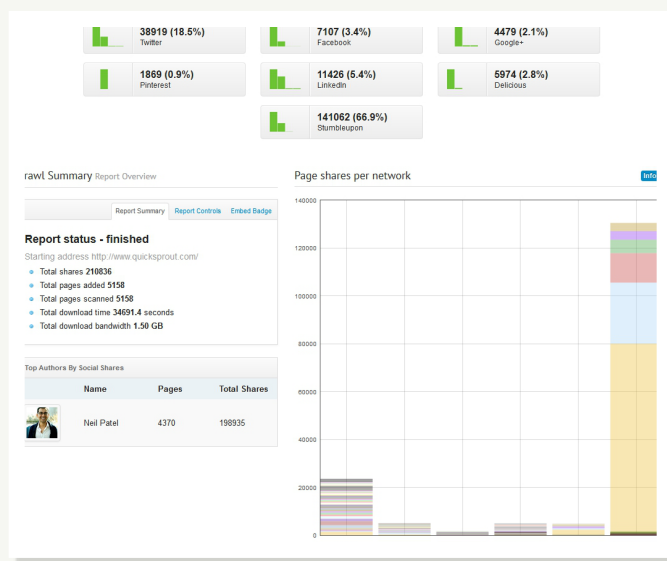 38919 (18.5%)
Twitter
7107 (3.4%)
Facebook
4479 (2.1%)
Google+
1869 (0.9%)
Pinterest
11426 (5.4%)
LinkedIn
5974 (2.8%)
Delicious
141062 (66.9%)
Stumbleupon
rawl Summary Report Overview
Report Summary Report Controls Embed Badge
Report status - finished
Starting address http://www.quicksprout.com/
Total shares 210836
Total pages added 5158
Total pages scanned 5158
Total download time 34691.4 seconds
Total download bandwidth 1.50 GB
Top Authors By Social Shares
Name Pages Total Shares
Neil Patel 4370 198935
Page shares per network Info
140000
120000
100000
80000
60000
40000
20000
0